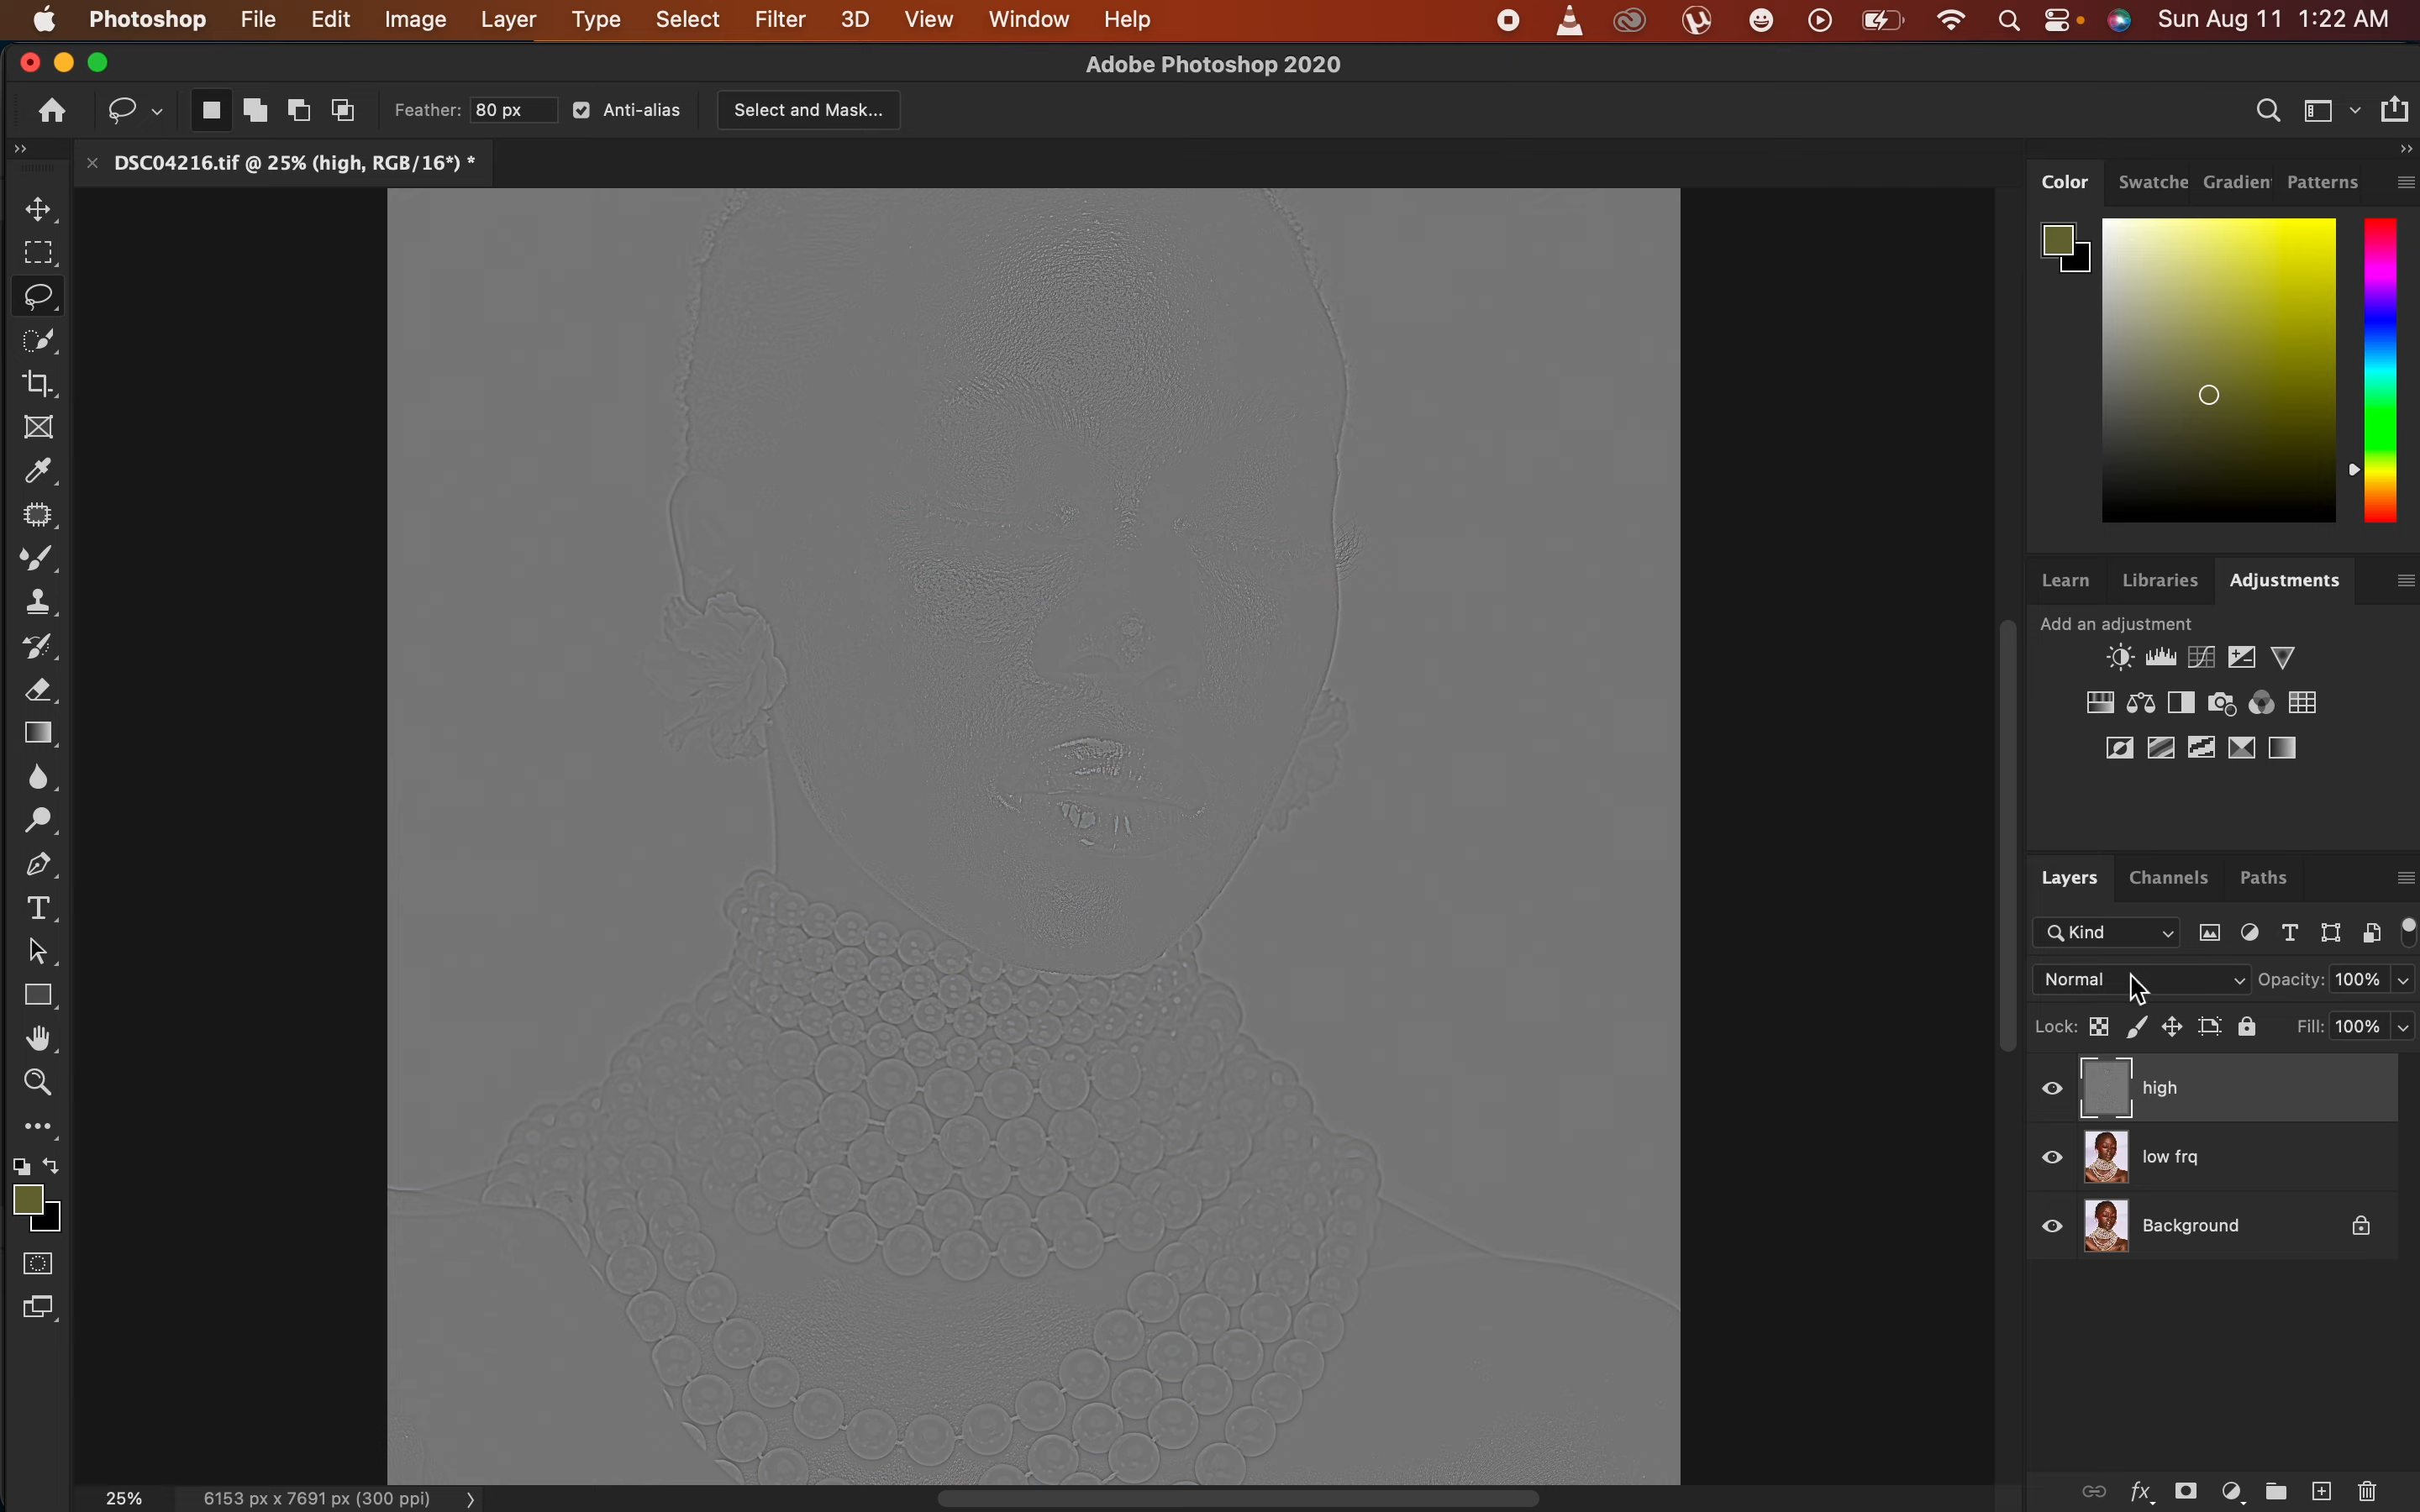 Photoshop File Edit Image Layer Type Select Filter 3D View Window Help Sun Aug 11 1:22 AM
Adobe Photoshop 2020
Feather: 80 px Anti-alias Select and Mask...
DSC04216.tif @ 25% (high, RGB/16*) *
Color Swatche Gradien Patterns
Learn Libraries Adjustments
Add an adjustment
Layers Channels Paths
Kind
Normal Opacity: 100%
Lock: Fill: 100%
high
low frq
Background
25% 6153 px x 7691 px (300 ppi)